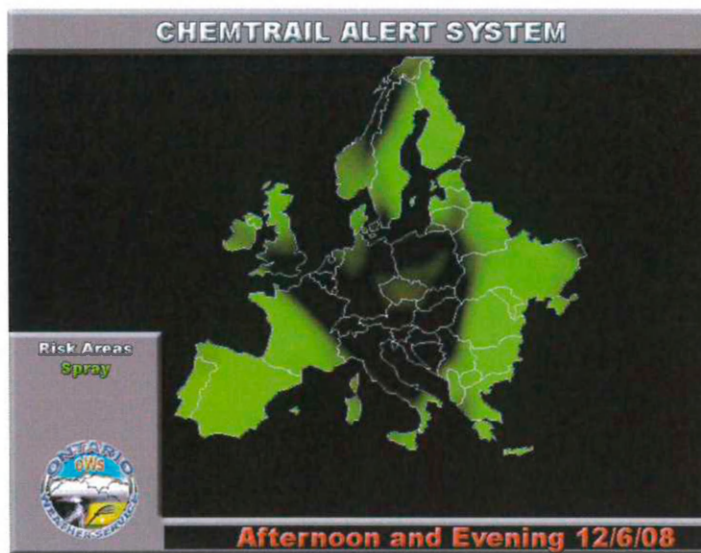 CHEMTRAIL ALERT SYSTEM
Risk Areas
Spray
ONTARIO
OWS
WEATHER SERVICE
Afternoon and Evening 12/6/08